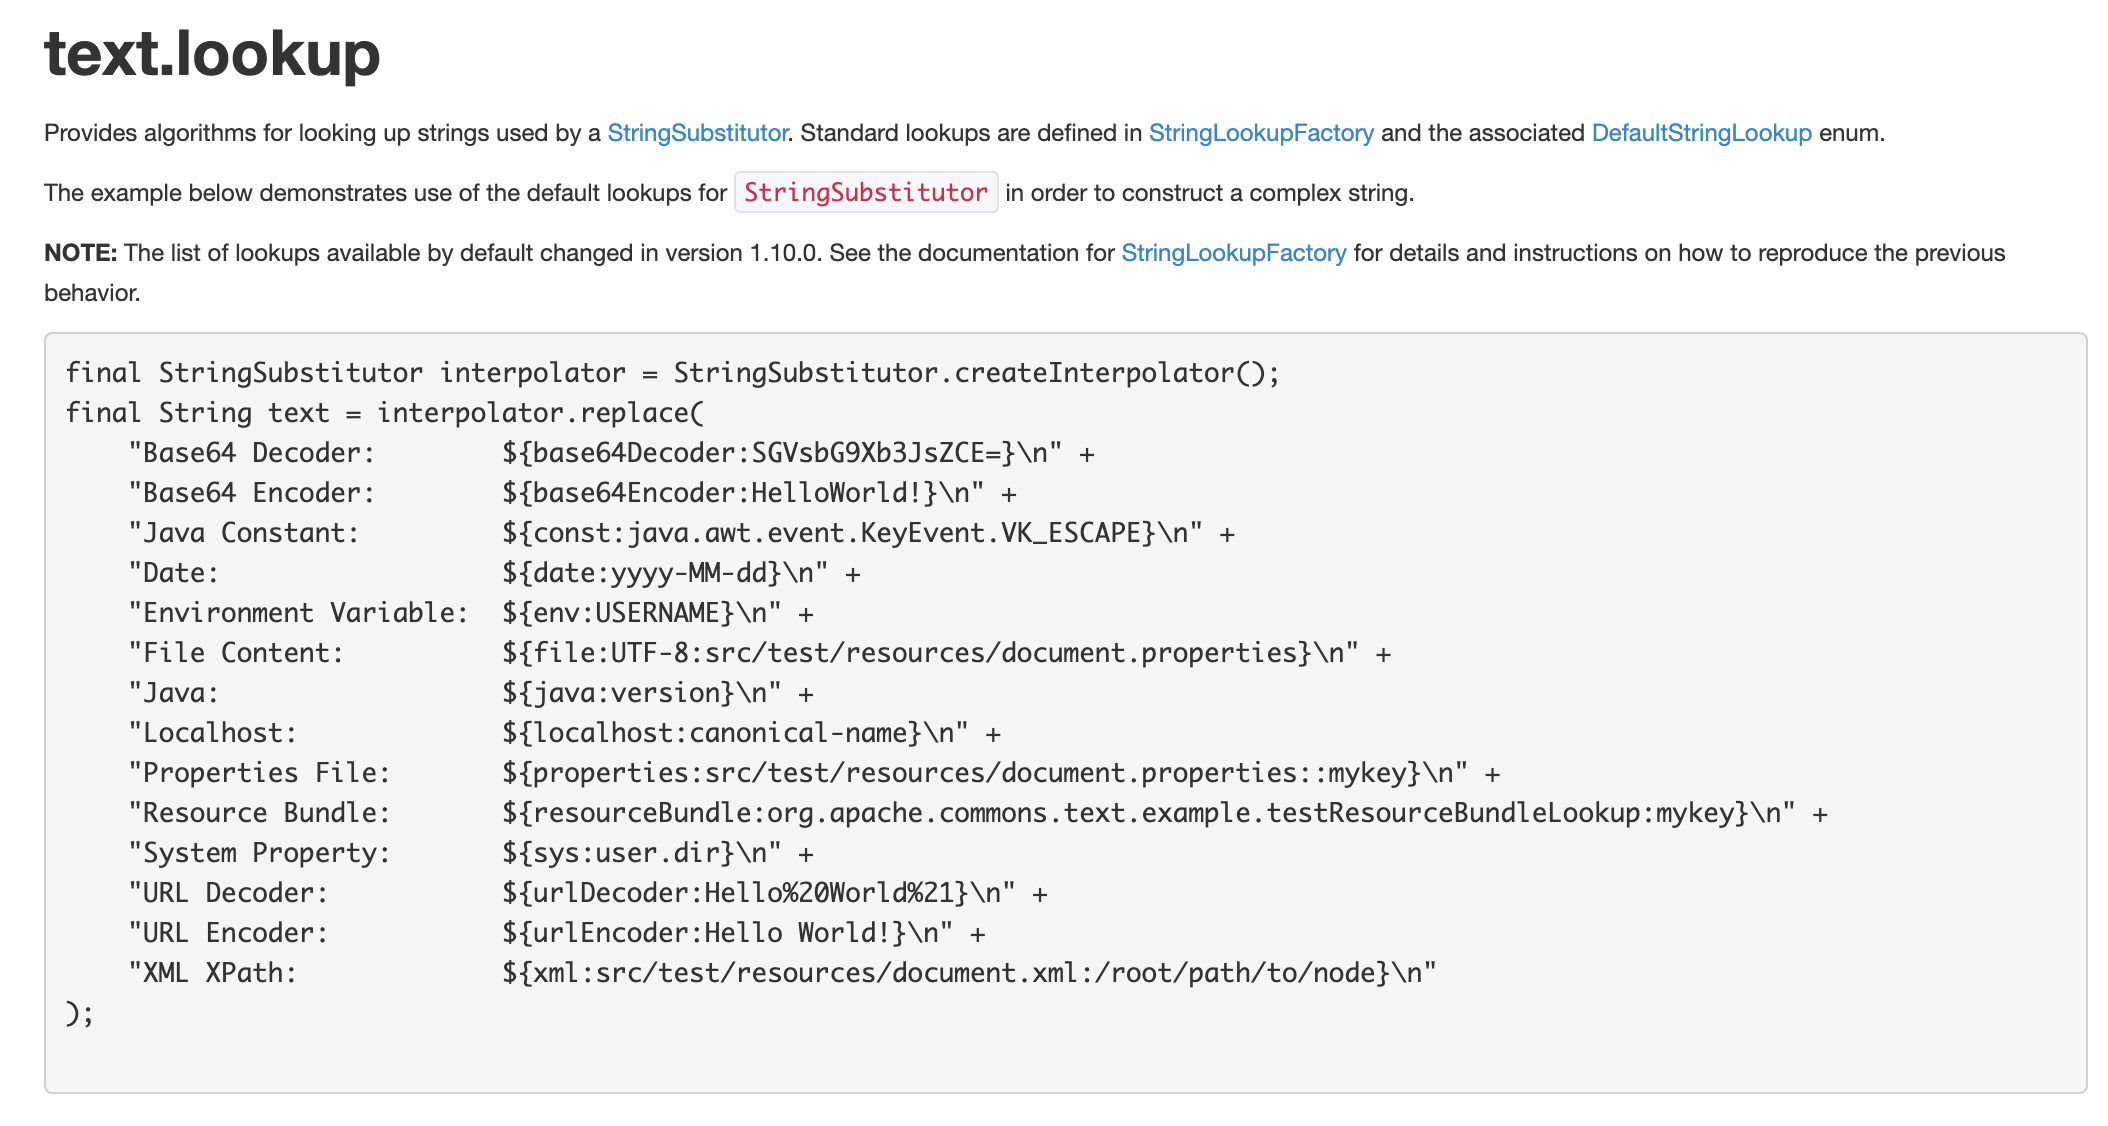 text.lookup
Provides algorithms for looking up strings used by a StringSubstitutor. Standard lookups are defined in StringLookupFactory and the associated DefaultStringLookup enum.
The example below demonstrates use of the default lookups for StringSubstitutor in order to construct a complex string.
NOTE: The list of lookups available by default changed in version 1.10.0. See the documentation for StringLookupFactory for details and instructions on how to reproduce the previous
behavior.
final StringSubstitutor interpolator = StringSubstitutor.createInterpolator();
final String text = interpolator.replace(
    "Base64 Decoder:        ${base64Decoder:SGVsbG9Xb3JsZCE=}\n" +
    "Base64 Encoder:        ${base64Encoder:HelloWorld!}\n" +
    "Java Constant:         ${const:java.awt.event.KeyEvent.VK_ESCAPE}\n" +
    "Date:                  ${date:yyyy-MM-dd}\n" +
    "Environment Variable:  ${env:USERNAME}\n" +
    "File Content:          ${file:UTF-8:src/test/resources/document.properties}\n" +
    "Java:                  ${java:version}\n" +
    "Localhost:             ${localhost:canonical-name}\n" +
    "Properties File:       ${properties:src/test/resources/document.properties::mykey}\n" +
    "Resource Bundle:       ${resourceBundle:org.apache.commons.text.example.testResourceBundleLookup:mykey}\n" +
    "System Property:       ${sys:user.dir}\n" +
    "URL Decoder:           ${urlDecoder:Hello%20World%21}\n" +
    "URL Encoder:           ${urlEncoder:Hello World!}\n" +
    "XML XPath:             ${xml:src/test/resources/document.xml:/root/path/to/node}\n"
);